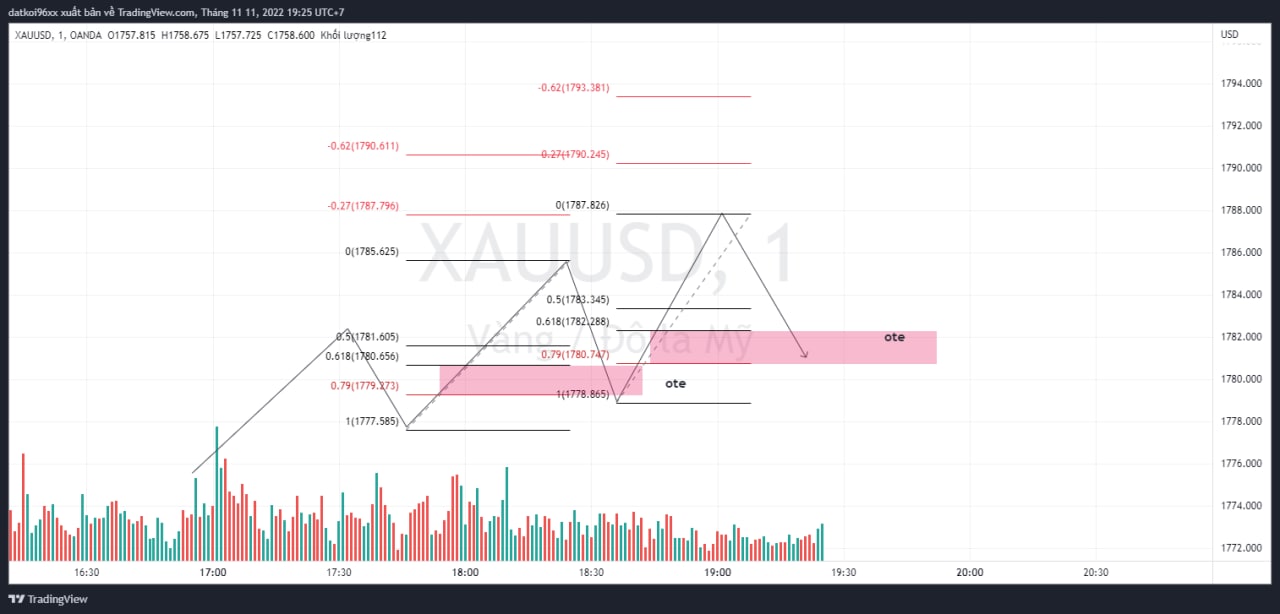 datkoi96xx xuất bản về TradingView.com, Tháng 11 11, 2022 19:25 UTC+7
XAUUSD, 1, OANDA O1757.815 H1758.675 L1757.725 C1758.600 Khối lượng112
USD
-0.62(1793.381)
1794.000
1792.000
-0.62(1790.611)
-0.27(1790.245)
1790.000
-0.27(1787.796)
0(1787.826)
1788.000
XAUUSD, 1
0(1785.625)
1786.000
0.5(1783.345)
1784.000
0.618(1782.288)
Vàng / Đô la Mỹ
0.5(1781.605)
ote
1782.000
0.618(1780.656)
0.79(1780.747)
1780.000
0.79(1779.273)
ote
1(1778.865)
1(1777.585)
1778.000
1776.000
1774.000
1772.000
16:30 17:00 17:30 18:00 18:30 19:00 19:30 20:00 20:30
TradingView